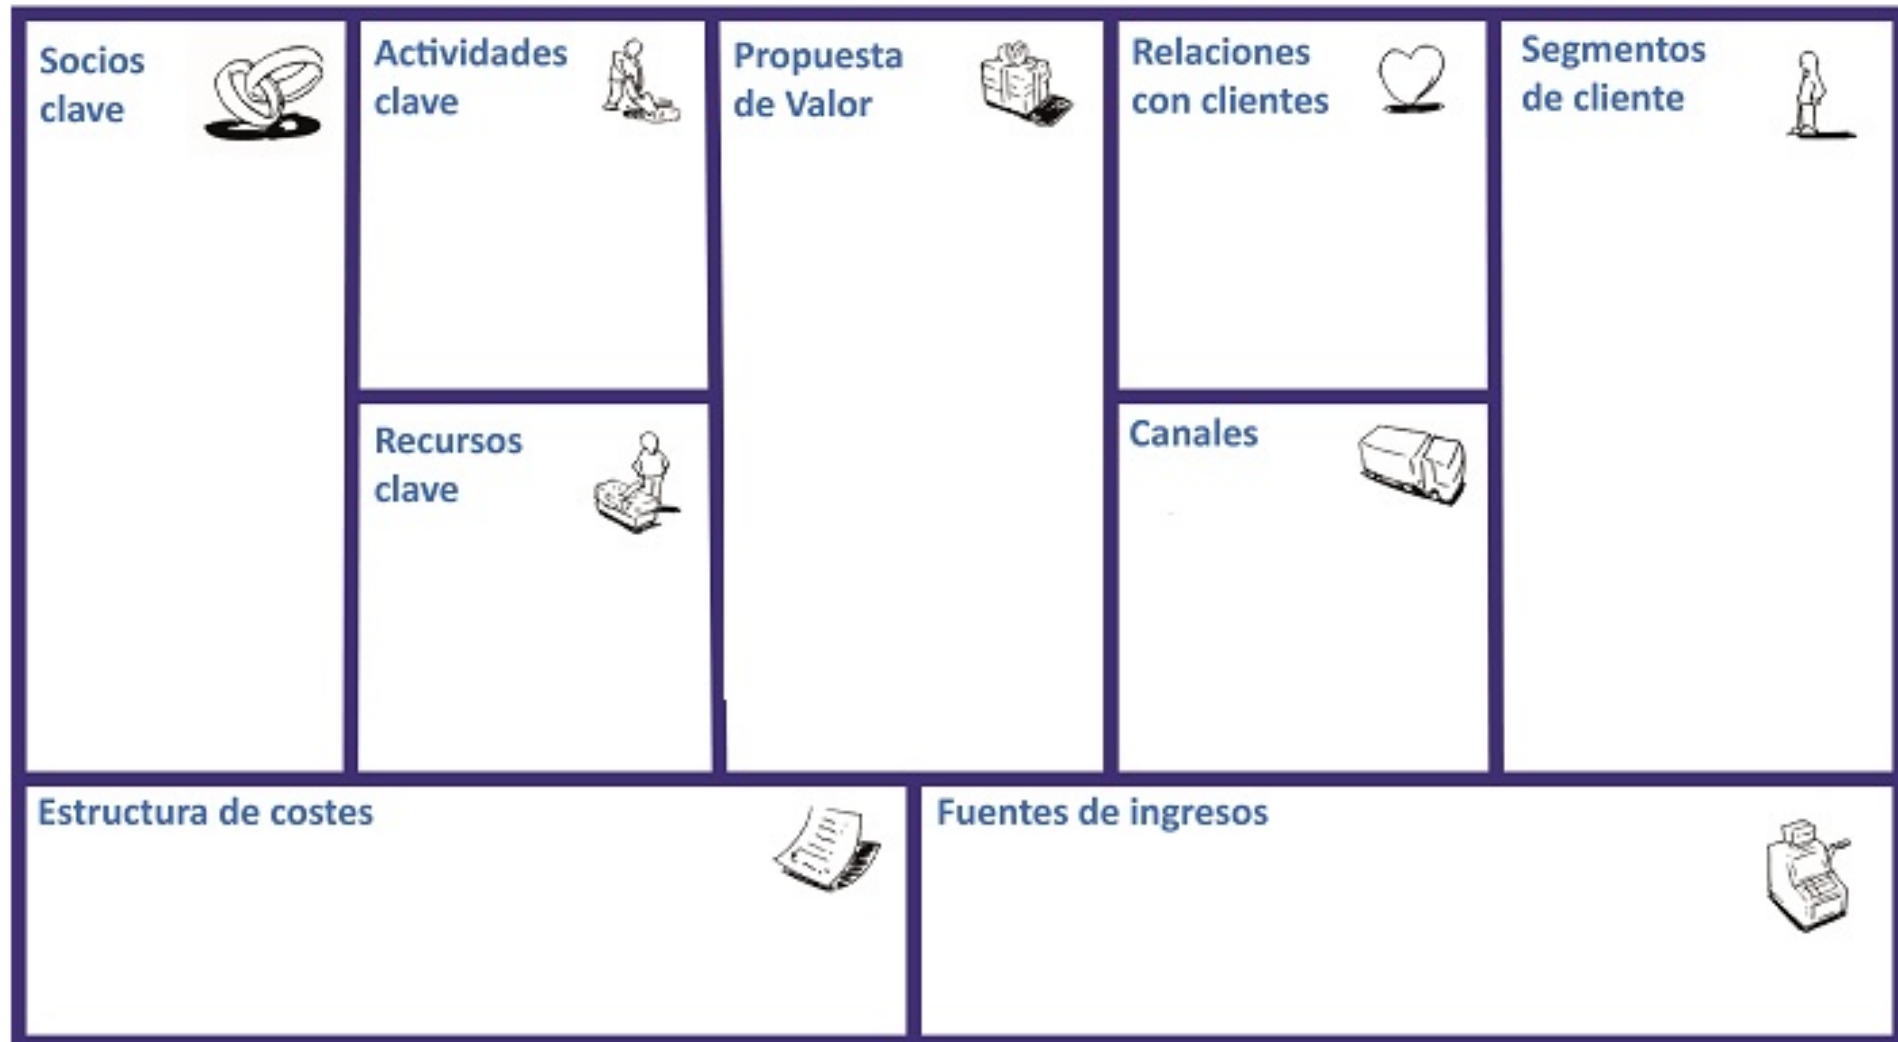 Socios
clave
Actividades
clave
Propuesta
de Valor
Relaciones
con clientes
Segmentos
de cliente
Recursos
clave
Canales
Estructura de costes
Fuentes de ingresos